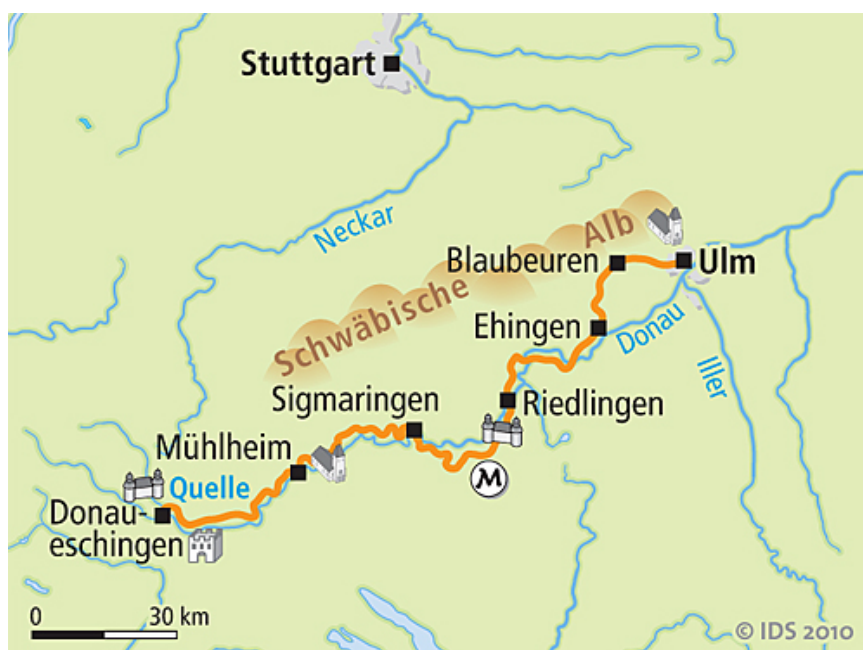 Stuttgart
Neckar
Schwäbische Alb
Blaubeuren
Ulm
Ehingen
Donau
Iller
Riedlingen
Sigmaringen
Mühlheim
M
Quelle
Donau-
eschingen
0 30 km
© IDS 2010